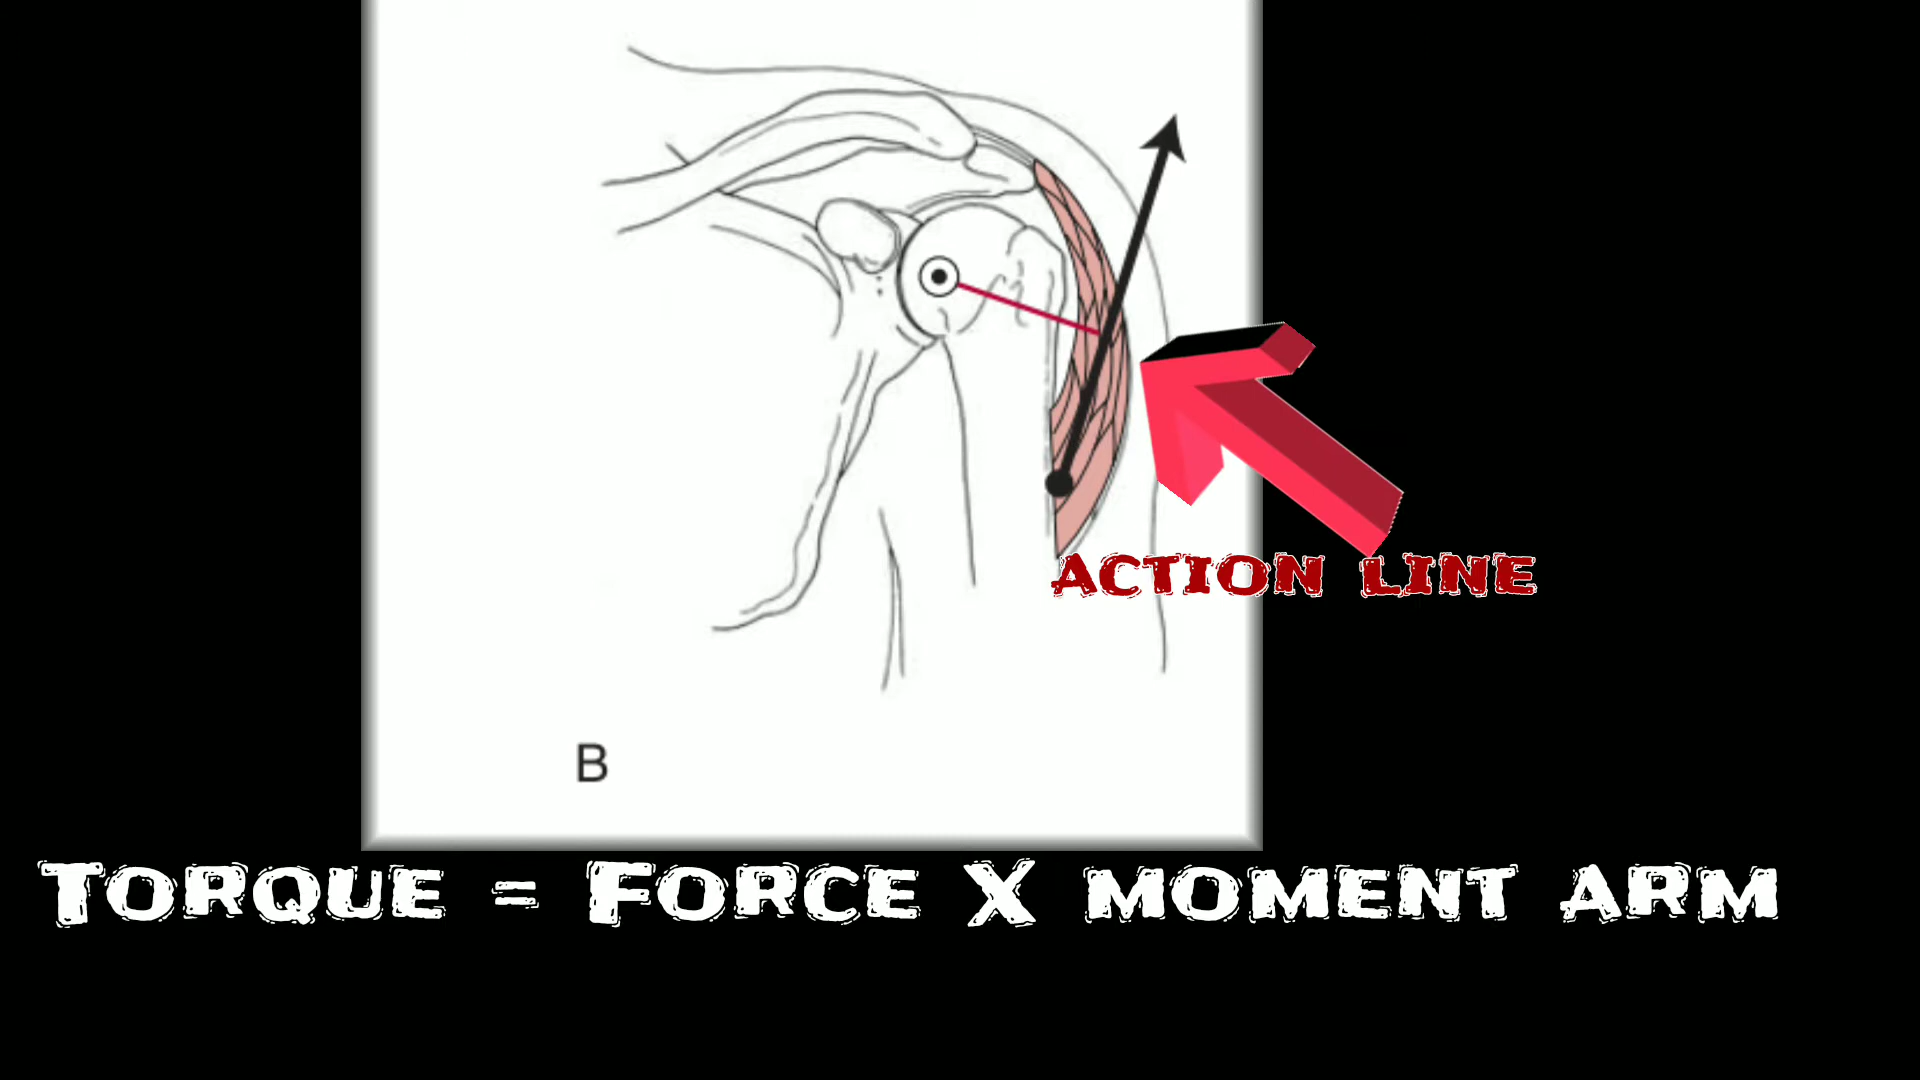 ACTION LINE
B
TORQUE = FORCE X MOMENT ARM